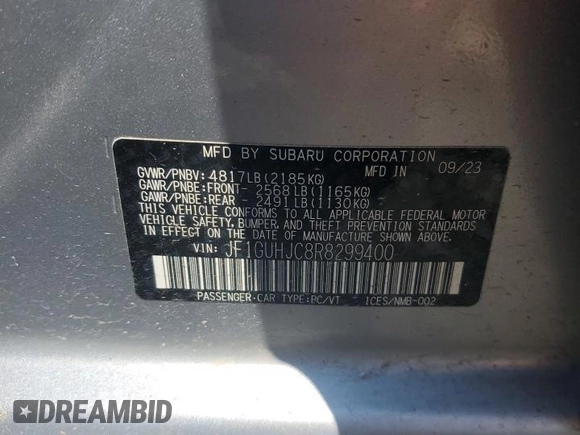 MFD BY SUBARU CORPORATION
GVWR/PNBV: 4817LB(2185KG) MFD IN 09/23
GAWR/PNBE:FRONT- 2568LB(1165KG)
GAWR/PNBE:REAR - 2491LB(1130KG)
THIS VEHICLE CONFORMS TO ALL APPLICABLE FEDERAL MOTOR
VEHICLE SAFETY,BUMPER, AND THEFT PREVENTION STANDARDS
IN EFFECT ON THE DATE OF MANUFACTURE SHOWN ABOVE.
VIN: JF1GUHJC8R8299400
PASSENGER CAR TYPE:PC/VT ICES/NMB-002
DREAMBID